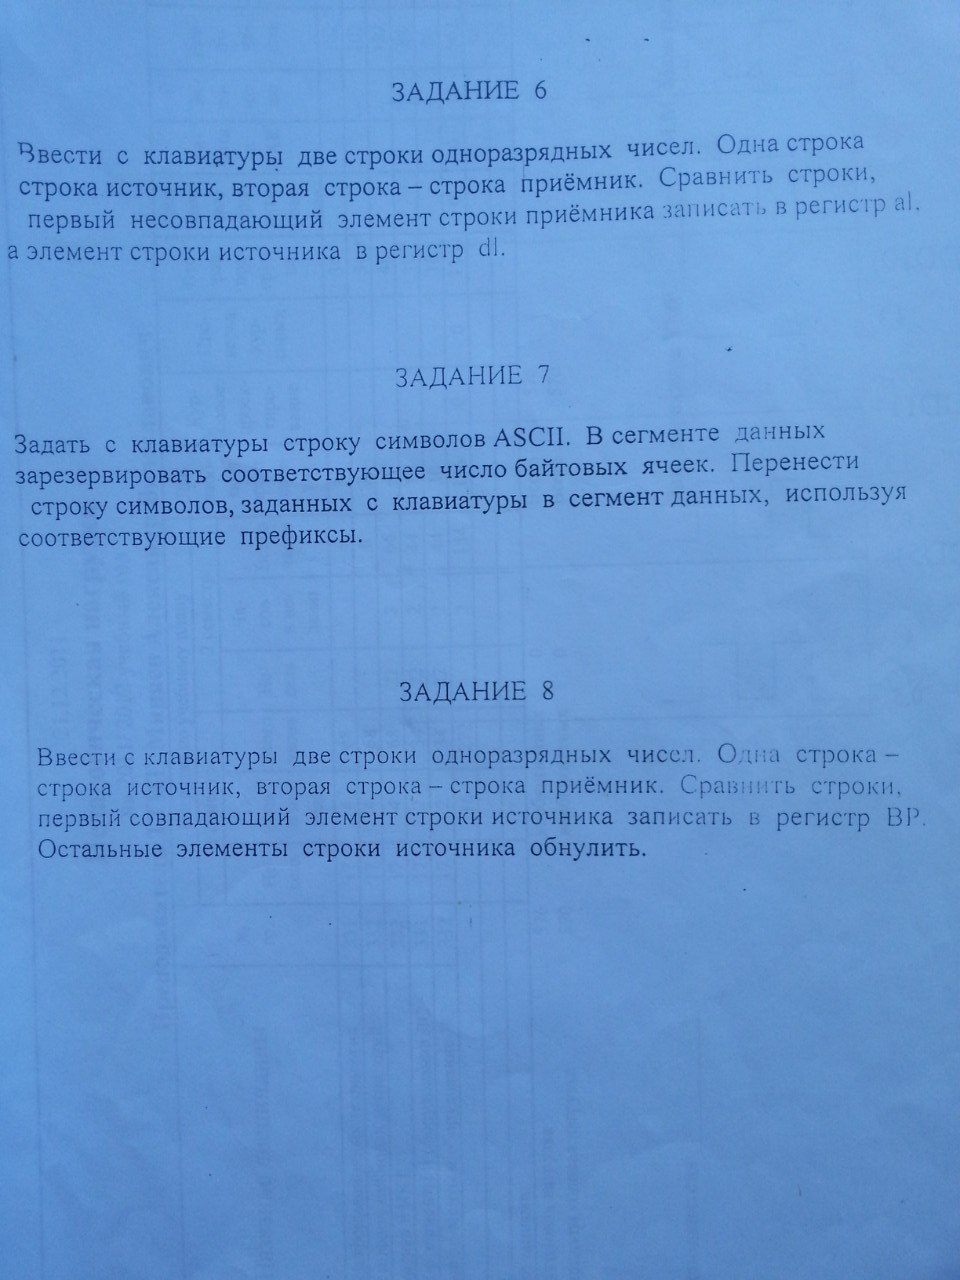 ЗАДАНИЕ 6
Ввести с клавиатуры две строки одноразрядных чисел. Одна строка
строка источник, вторая строка – строка приёмник. Сравнить строки,
первый несовпадающий элемент строки приёмника записать в регистр al,
а элемент строки источника в регистр dl.
ЗАДАНИЕ 7
Задать с клавиатуры строку символов ASCII. В сегменте данных
зарезервировать соответствующее число байтовых ячеек. Перенести
строку символов, заданных с клавиатуры в сегмент данных, используя
соответствующие префиксы.
ЗАДАНИЕ 8
Ввести с клавиатуры две строки одноразрядных чисел. Одна строка –
строка источник, вторая строка – строка приёмник. Сравнить строки,
первый совпадающий элемент строки источника записать в регистр BP.
Остальные элементы строки источника обнулить.